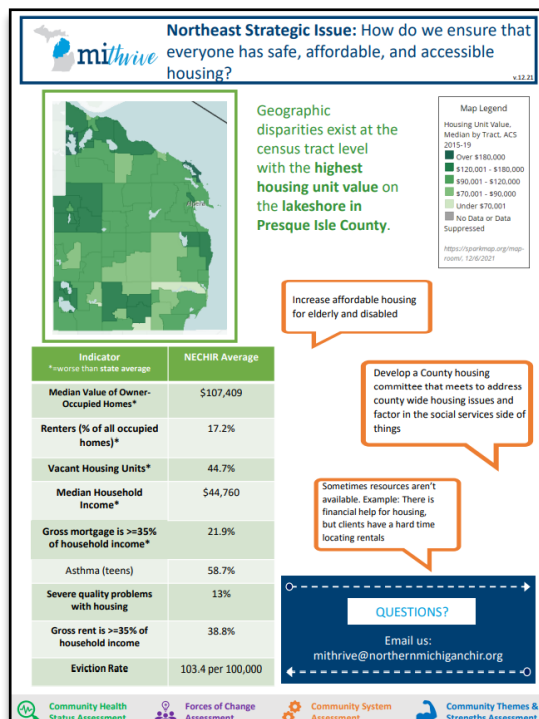 mithrive
Northeast Strategic Issue: How do we ensure that
everyone has safe, affordable, and accessible
housing?
v.12.21
Geographic
disparities exist at the
census tract level
with the highest
housing unit value on
the lakeshore in
Presque Isle County.
Map Legend
Housing Unit Value,
Median by Tract, ACS
2015-19
Over $180,000
$120,001 - $180,000
$90,001 - $120,000
$70,001 - $90,000
Under $70,001
No Data or Data
Suppressed
https://sparkmap.org/map-
room/, 12/6/2021
Increase affordable housing
for elderly and disabled
Develop a County housing
committee that meets to address
county wide housing issues and
factor in the social services side of
things
Sometimes resources aren't
available. Example: There is
financial help for housing,
but clients have a hard time
locating rentals
Indicator
*=worse than state average
NECHIR Average
Median Value of Owner-
Occupied Homes*
$107,409
Renters (% of all occupied
homes)*
17.2%
Vacant Housing Units*
44.7%
Median Household
Income*
$44,760
Gross mortgage is >=35%
of household income*
21.9%
Asthma (teens)
58.7%
Severe quality problems
with housing
13%
Gross rent is >=35% of
household income
38.8%
Eviction Rate
103.4 per 100,000
QUESTIONS?
Email us:
mithrive@northernmichiganchir.org
Community Health
Status Assessment
Forces of Change
Assessment
Community System
Assessment
Community Themes &
Strengths Assessment